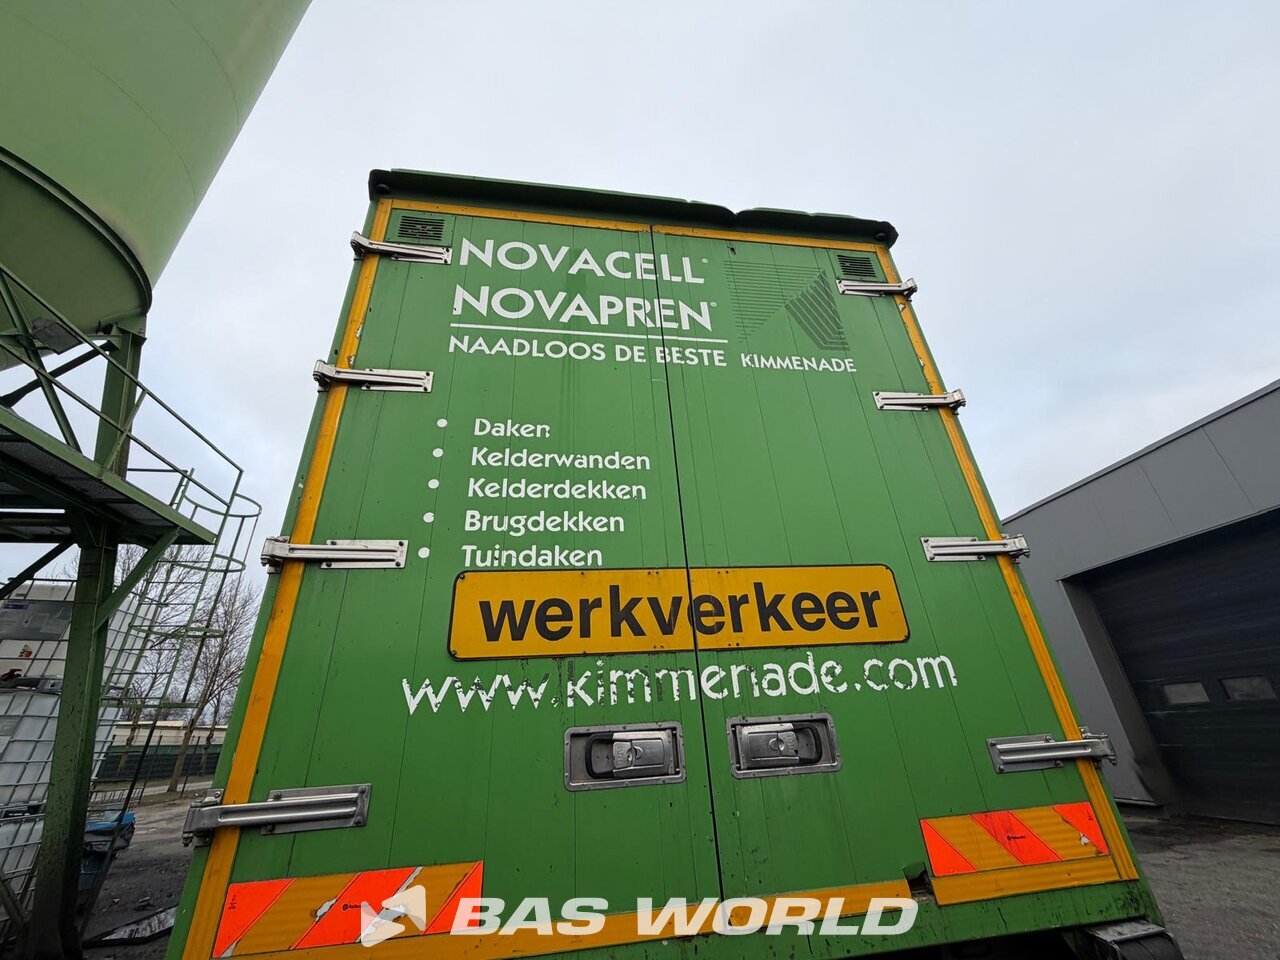 NOVACELL®
NOVAPREN®
NAADLOOS DE BESTE
KIMMENADE
• Daken
• Kelderwanden
• Kelderdekken
• Brugdekken
• Tuindaken
werkverkeer
www.kimmenade.com
BAS WORLD